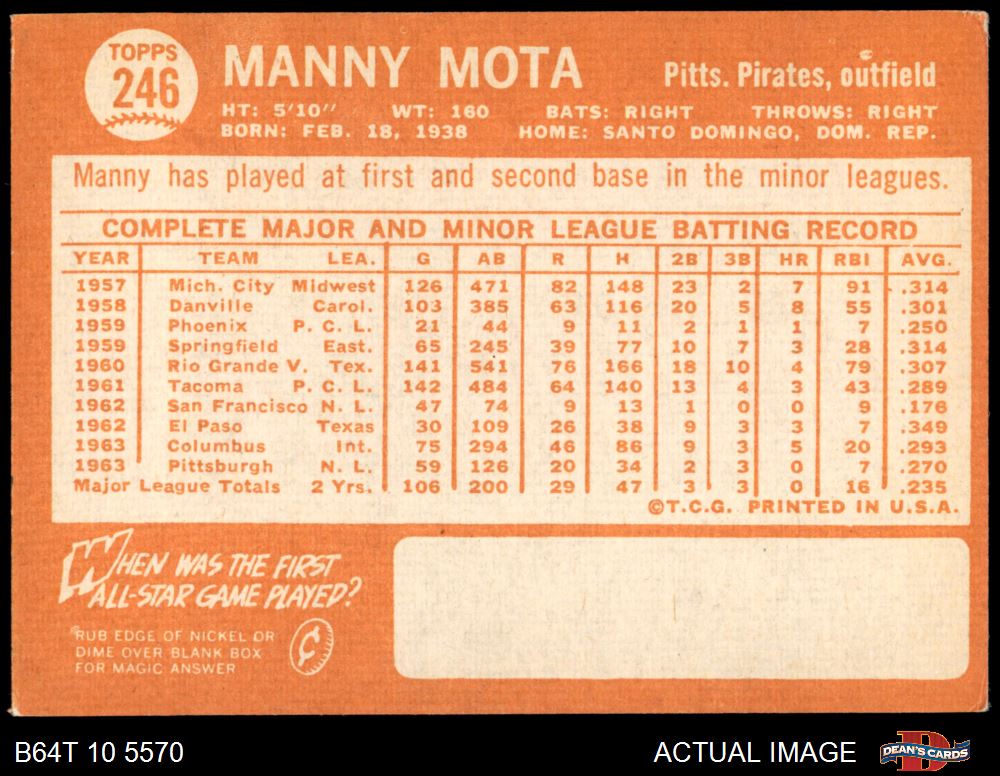 TOPPS
246
MANNY MOTA
Pitts. Pirates, outfield
HT: 5'10" WT: 160 BATS: RIGHT THROWS: RIGHT
BORN: FEB. 18, 1938 HOME: SANTO DOMINGO, DOM. REP.
Manny has played at first and second base in the minor leagues.
COMPLETE MAJOR AND MINOR LEAGUE BATTING RECORD
YEAR TEAM LEA. G AB R H 2B 3B HR RBI AVG.
1957 Mich. City Midwest 126 471 82 148 23 2 7 91 .314
1958 Danville Carol. 103 385 63 116 20 5 8 55 .301
1959 Phoenix P. C. L. 21 44 9 11 2 1 1 7 .250
1959 Springfield East. 65 245 39 77 10 7 3 28 .314
1960 Rio Grande V. Tex. 141 541 76 166 18 10 4 79 .307
1961 Tacoma P. C. L. 142 484 64 140 13 4 3 43 .289
1962 San Francisco N. L. 47 74 9 13 1 0 0 9 .176
1962 El Paso Texas 30 109 26 38 9 3 3 7 .349
1963 Columbus Int. 75 294 46 86 9 3 5 20 .293
1963 Pittsburgh N. L. 59 126 20 34 2 3 0 7 .270
Major League Totals 2 Yrs. 106 200 29 47 3 3 0 16 .235
©T.C.G. PRINTED IN U.S.A.
WHEN WAS THE FIRST
ALL-STAR GAME PLAYED?
RUB EDGE OF NICKEL OR
DIME OVER BLANK BOX
FOR MAGIC ANSWER
¢
B64T 10 5570
ACTUAL IMAGE
D
DEAN'S CARDS